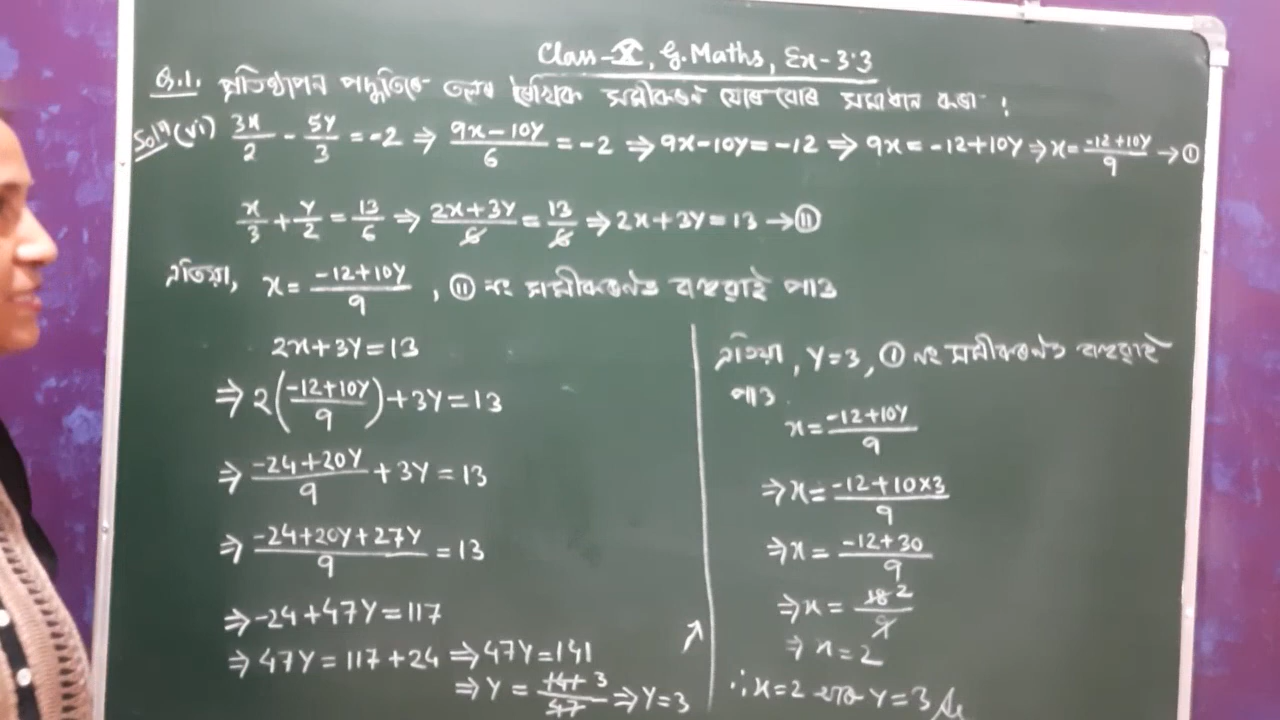 Class-X, G.Maths, Ex-3.3
Q.1. প্ৰতিস্থাপন পদ্ধতিৰে তলৰ ৰৈখিক সমীকৰণ যোৰবোৰ সমাধান কৰা :
Solⁿ (vi) 3x/2 - 5y/3 = -2 ⇒ (9x-10y)/6 = -2 ⇒ 9x-10y = -12 ⇒ 9x = -12+10y ⇒ x = (-12+10y)/9 → Ⓘ
x/3 + y/2 = 13/6 ⇒ (2x+3y)/6 = 13/6 ⇒ 2x+3y = 13 → ⓘⓘ
এতিয়া, x = (-12+10y)/9 , ⓘⓘ নং সমীকৰণত বহুৱাই পাওঁ
2x+3y=13
⇒ 2((-12+10y)/9)+3y=13
⇒ (-24+20y)/9 + 3y = 13
⇒ (-24+20y+27y)/9 = 13
⇒ -24+47y=117
⇒ 47y = 117+24 ⇒ 47y=141
⇒ y = 141/47 3 ⇒ y=3
এতিয়া, y=3, Ⓘ নং সমীকৰণত বহুৱাই
পাওঁ
x = (-12+10y)/9
⇒ x = (-12+10×3)/9
⇒ x = (-12+30)/9
⇒ x = 18/9 2
⇒ x=2
∴ x=2 আৰু y=3